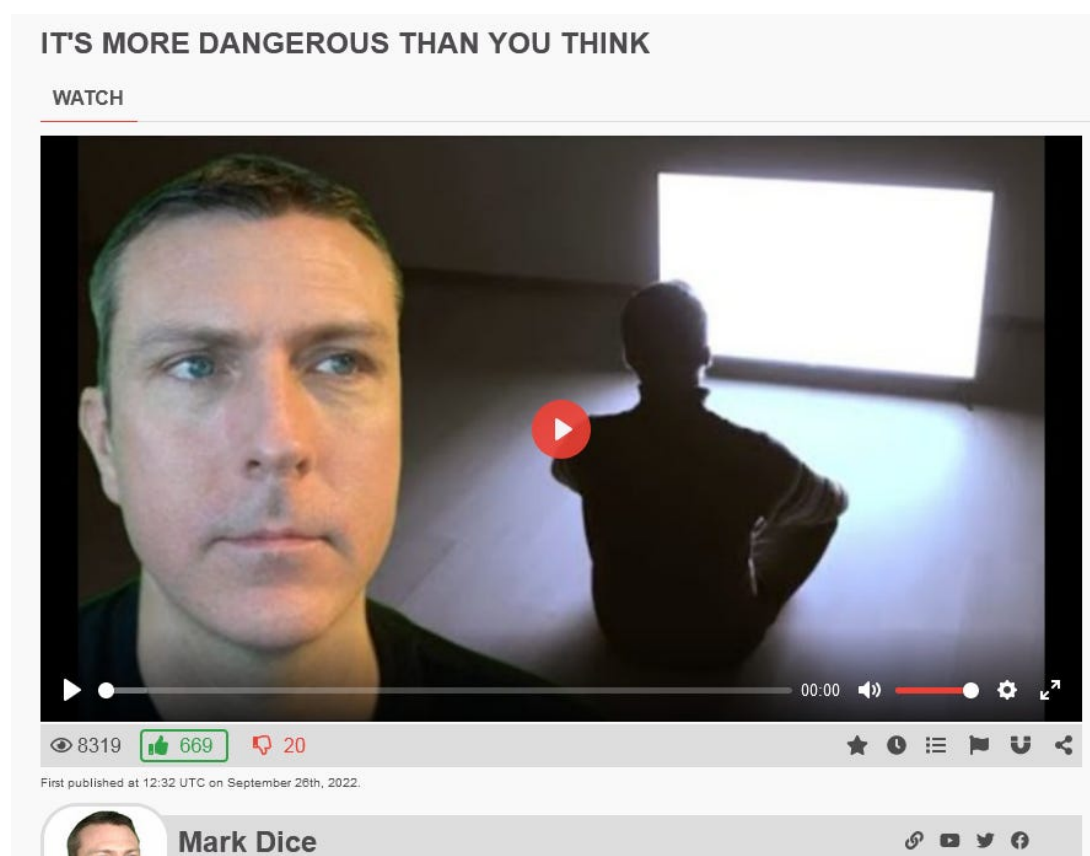 IT'S MORE DANGEROUS THAN YOU THINK
WATCH
00:00
8319 669 20
First published at 12:32 UTC on September 26th, 2022.
Mark Dice